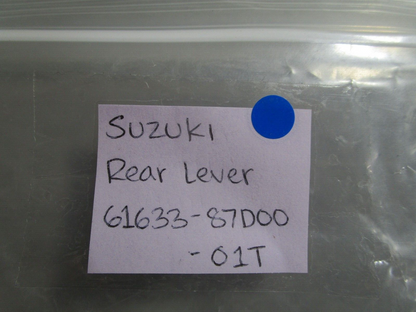 SUZUKI
Rear Lever
61633-87D00
-01T